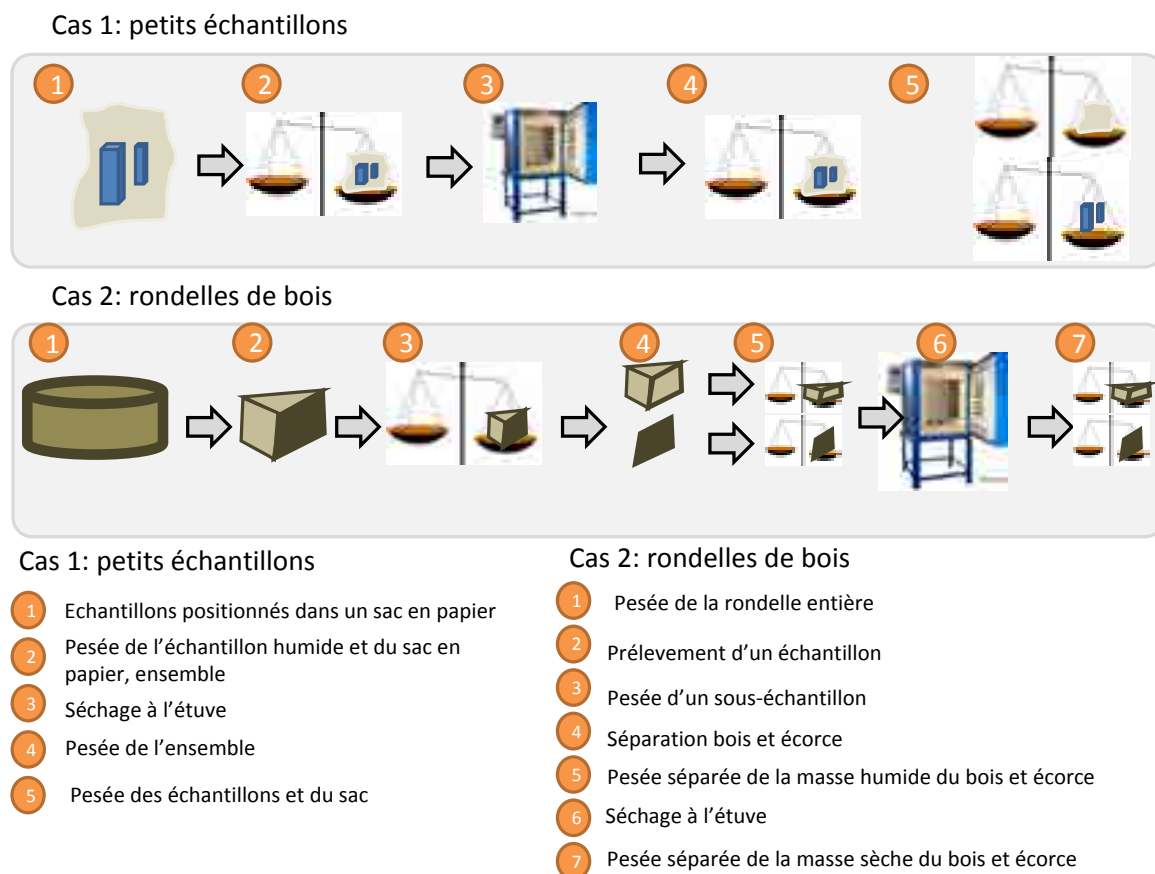 Cas 1: petits échantillons
1 2 3 4 5
Cas 2: rondelles de bois
1 2 3 4 5 6 7
Cas 1: petits échantillons
1 Echantillons positionnés dans un sac en papier
2 Pesée de l’échantillon humide et du sac en
papier, ensemble
3 Séchage à l’étuve
4 Pesée de l’ensemble
5 Pesée des échantillons et du sac
Cas 2: rondelles de bois
1 Pesée de la rondelle entière
2 Prélevement d’un échantillon
3 Pesée d’un sous-échantillon
4 Séparation bois et écorce
5 Pesée séparée de la masse humide du bois et écorce
6 Séchage à l’étuve
7 Pesée séparée de la masse sèche du bois et écorce